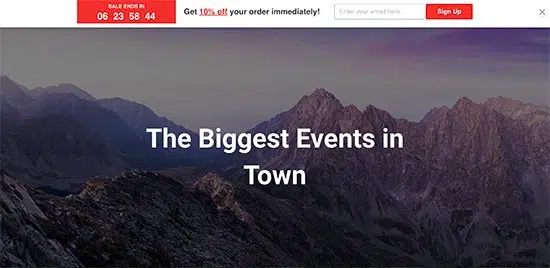 SALE ENDS IN
06 23 58 44
Get 10% off your order immediately!
Enter your email here...
Sign Up
The Biggest Events in
Town